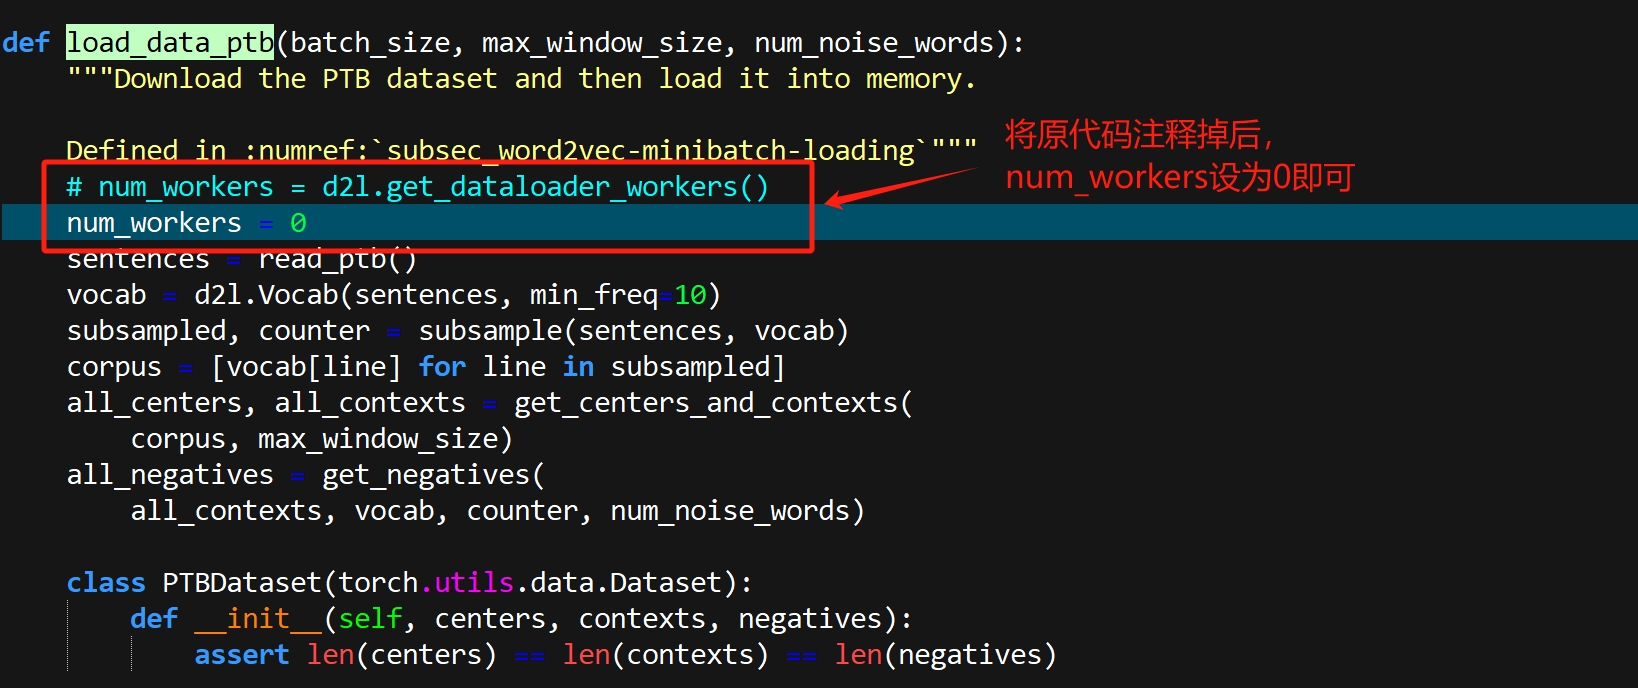 def load_data_ptb(batch_size, max_window_size, num_noise_words):
"""Download the PTB dataset and then load it into memory.
Defined in :numref:`subsec_word2vec-minibatch-loading`"""
将原代码注释掉后，
num_workers设为0即可
# num_workers = d2l.get_dataloader_workers()
num_workers = 0
sentences = read_ptb()
vocab = d2l.Vocab(sentences, min_freq=10)
subsampled, counter = subsample(sentences, vocab)
corpus = [vocab[line] for line in subsampled]
all_centers, all_contexts = get_centers_and_contexts(
corpus, max_window_size)
all_negatives = get_negatives(
all_contexts, vocab, counter, num_noise_words)
class PTBDataset(torch.utils.data.Dataset):
def __init__(self, centers, contexts, negatives):
assert len(centers) == len(contexts) == len(negatives)